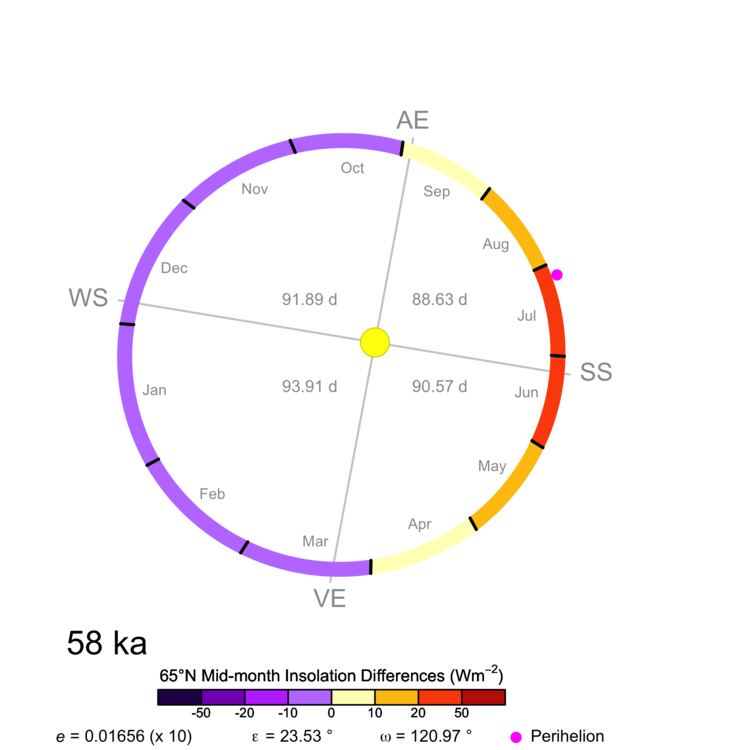 AE
Oct
Nov
Sep
Aug
Dec
WS
91.89 d
88.63 d
Jul
SS
93.91 d
90.57 d
Jan
Jun
May
Feb
Apr
Mar
VE
58 ka
65°N Mid-month Insolation Differences (Wm⁻²)
-50 -20 -10 0 10 20 50
e = 0.01656 (x 10) ε = 23.53 ° ω = 120.97 ° Perihelion